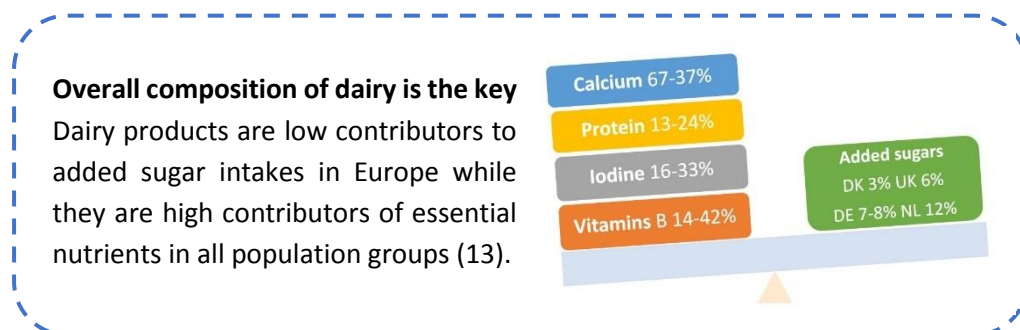 Overall composition of dairy is the key
Dairy products are low contributors to
added sugar intakes in Europe while
they are high contributors of essential
nutrients in all population groups (13).
Calcium 67-37%
Protein 13-24%
Iodine 16-33%
Vitamins B 14-42%
Added sugars
DK 3% UK 6%
DE 7-8% NL 12%